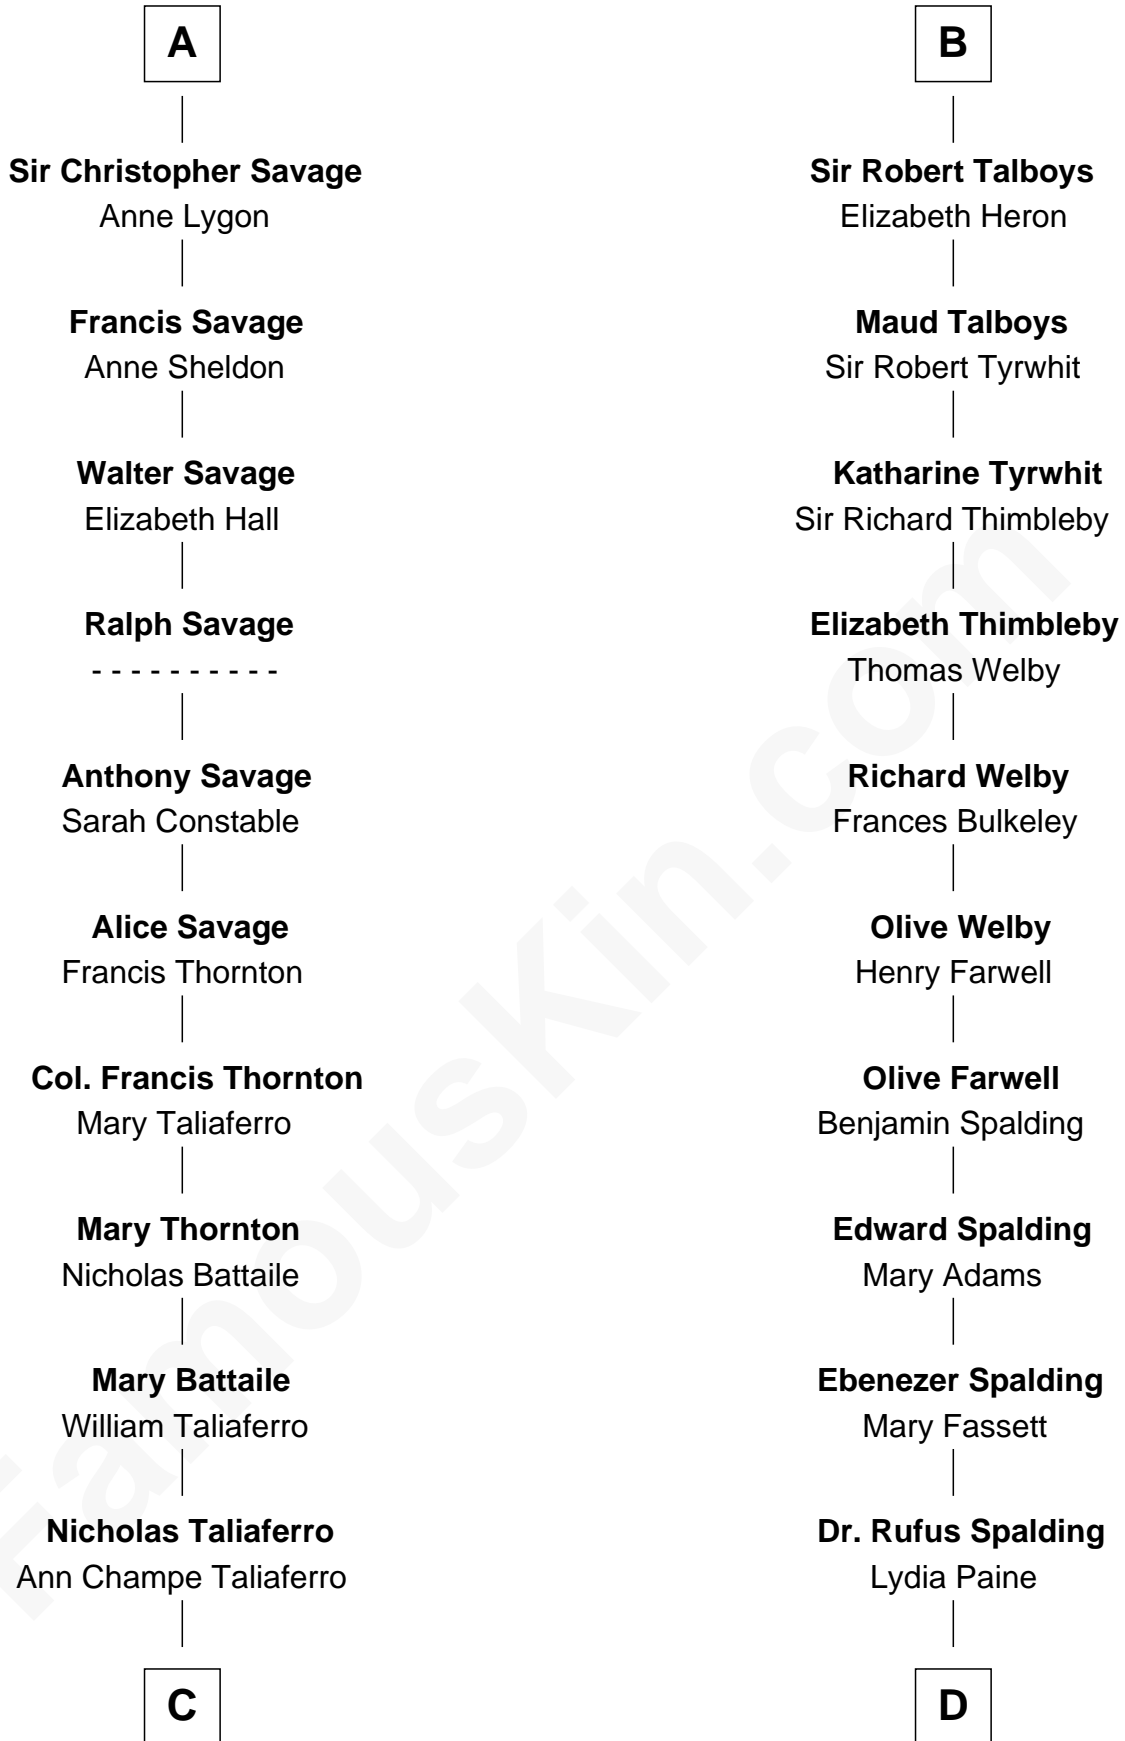 A
Sir Christopher Savage
Anne Lygon
Francis Savage
Anne Sheldon
Walter Savage
Elizabeth Hall
Ralph Savage
- - - - - - - - - -
Anthony Savage
Sarah Constable
Alice Savage
Francis Thornton
Col. Francis Thornton
Mary Taliaferro
Mary Thornton
Nicholas Battaile
Mary Battaile
William Taliaferro
Nicholas Taliaferro
Ann Champe Taliaferro
C
B
Sir Robert Talboys
Elizabeth Heron
Maud Talboys
Sir Robert Tyrwhit
Katharine Tyrwhit
Sir Richard Thimbleby
Elizabeth Thimbleby
Thomas Welby
Richard Welby
Frances Bulkeley
Olive Welby
Henry Farwell
Olive Farwell
Benjamin Spalding
Edward Spalding
Mary Adams
Ebenezer Spalding
Mary Fassett
Dr. Rufus Spalding
Lydia Paine
D
FamousKin.com